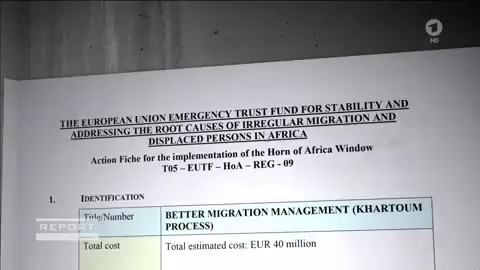 1
HD
THE EUROPEAN UNION EMERGENCY TRUST FUND FOR STABILITY AND
ADDRESSING THE ROOT CAUSES OF IRREGULAR MIGRATION AND
DISPLACED PERSONS IN AFRICA
Action Fiche for the implementation of the Horn of Africa Window
T05 – EUTF – HoA – REG - 09
1. IDENTIFICATION
Title/Number
BETTER MIGRATION MANAGEMENT (KHARTOUM
PROCESS)
REPORT
Total cost
Total estimated cost: EUR 40 million